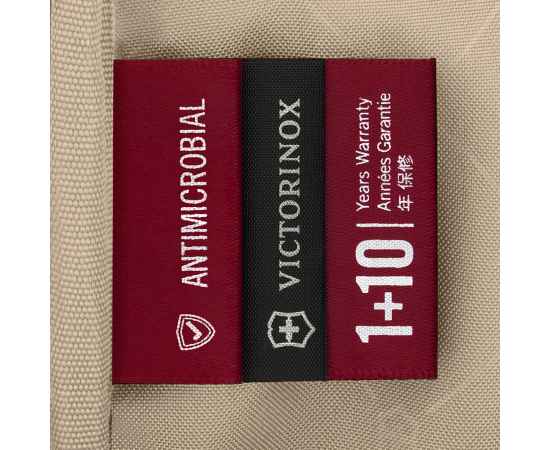 ANTIMICROBIAL
VICTORINOX
1+10
Years Warranty
Années Garantie
年 保修